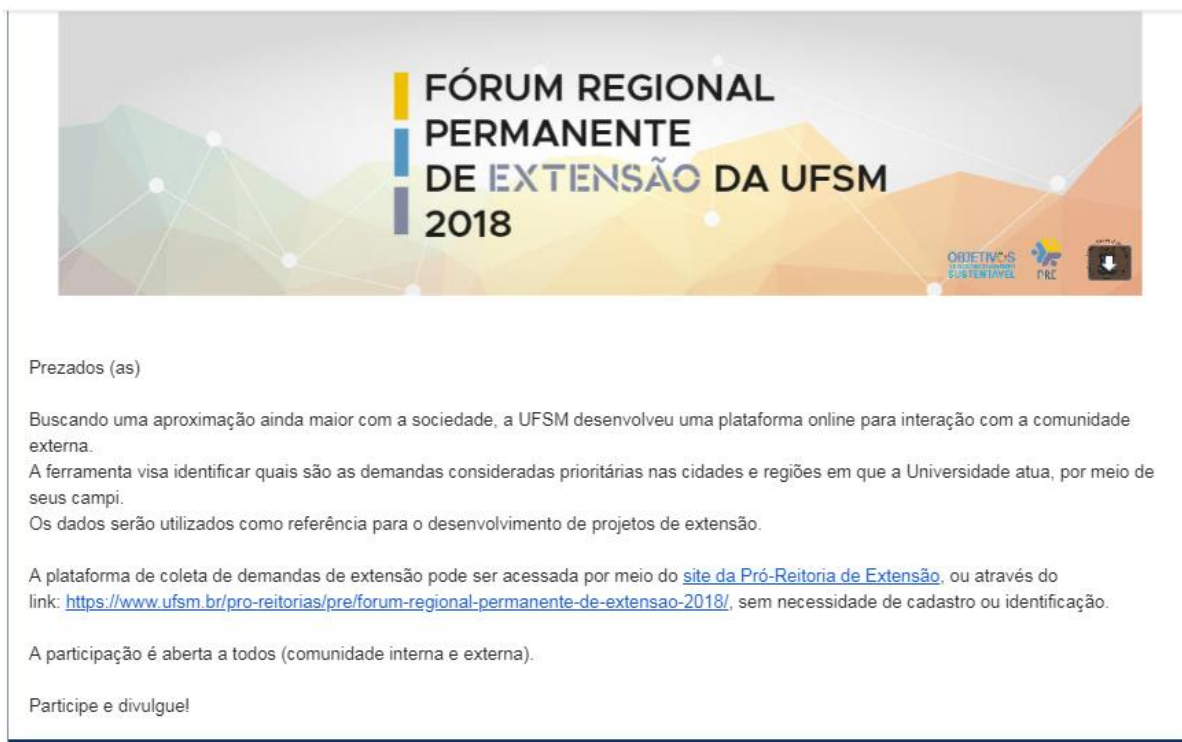 FÓRUM REGIONAL
PERMANENTE
DE EXTENSÃO DA UFSM
2018
OBJETIVOS
SUSTENTÁVEL
PRE
Prezados (as)
Buscando uma aproximação ainda maior com a sociedade, a UFSM desenvolveu uma plataforma online para interação com a comunidade
externa.
A ferramenta visa identificar quais são as demandas consideradas prioritárias nas cidades e regiões em que a Universidade atua, por meio de
seus campi.
Os dados serão utilizados como referência para o desenvolvimento de projetos de extensão.
A plataforma de coleta de demandas de extensão pode ser acessada por meio do site da Pró-Reitoria de Extensão, ou através do
link: https://www.ufsm.br/pro-reitorias/pre/forum-regional-permanente-de-extensao-2018/, sem necessidade de cadastro ou identificação.
A participação é aberta a todos (comunidade interna e externa).
Participe e divulgue!